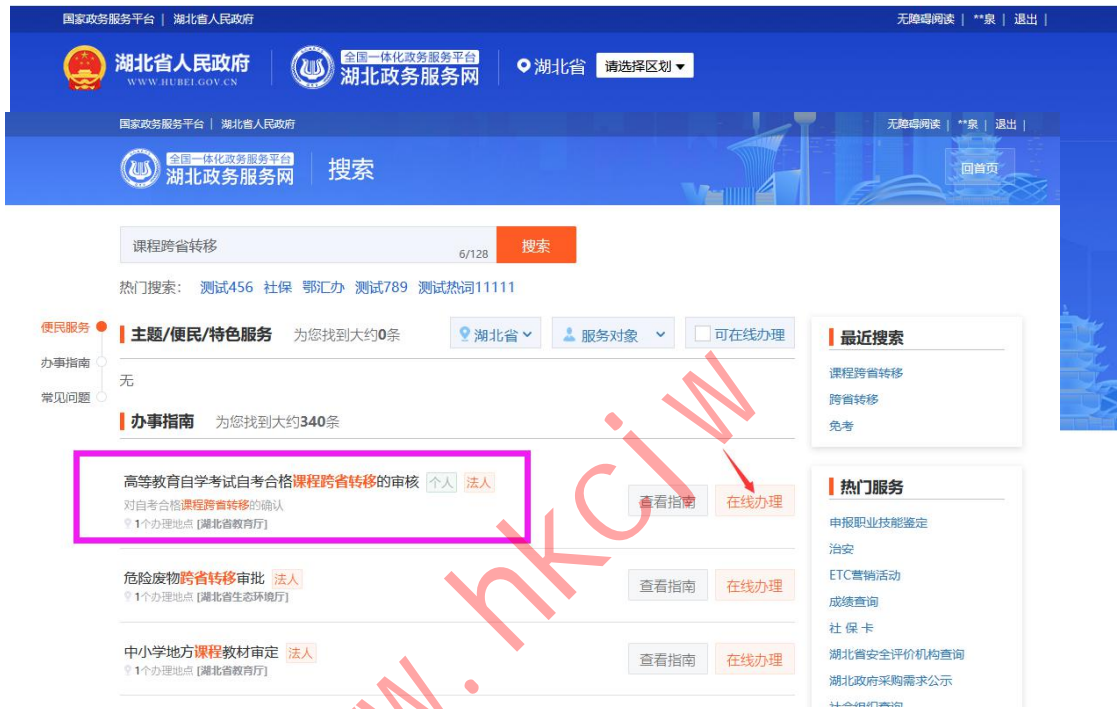 国家政务服务平台 | 湖北省人民政府
无障碍阅读 | **泉 | 退出 |
湖北省人民政府
WWW.HUBEI.GOV.CN
全国一体化政务服务平台
湖北政务服务网
湖北省 请选择区划▼
国家政务服务平台 | 湖北省人民政府
无障碍阅读 | **泉 | 退出 |
全国一体化政务服务平台
湖北政务服务网
搜索
回首页
课程跨省转移
6/128
搜索
热门搜索： 测试456 社保 鄂汇办 测试789 测试热词11111
便民服务
办事指南
常见问题
主题/便民/特色服务 为您找到大约0条
湖北省 服务对象 可在线办理
无
办事指南 为您找到大约340条
高等教育自学考试自考合格课程跨省转移的审核 个人 法人
对自考合格课程跨省转移的确认
1个办理地点 [湖北省教育厅]
查看指南 在线办理
危险废物跨省转移审批 法人
1个办理地点 [湖北省生态环境厅]
查看指南 在线办理
中小学地方课程教材审定 法人
1个办理地点 [湖北省教育厅]
查看指南 在线办理
最近搜索
课程跨省转移
跨省转移
免考
热门服务
申报职业技能鉴定
治安
ETC营销活动
成绩查询
社 保 卡
湖北省安全评价机构查询
湖北政府采购需求公示
社会组织查询
w.hkcjw